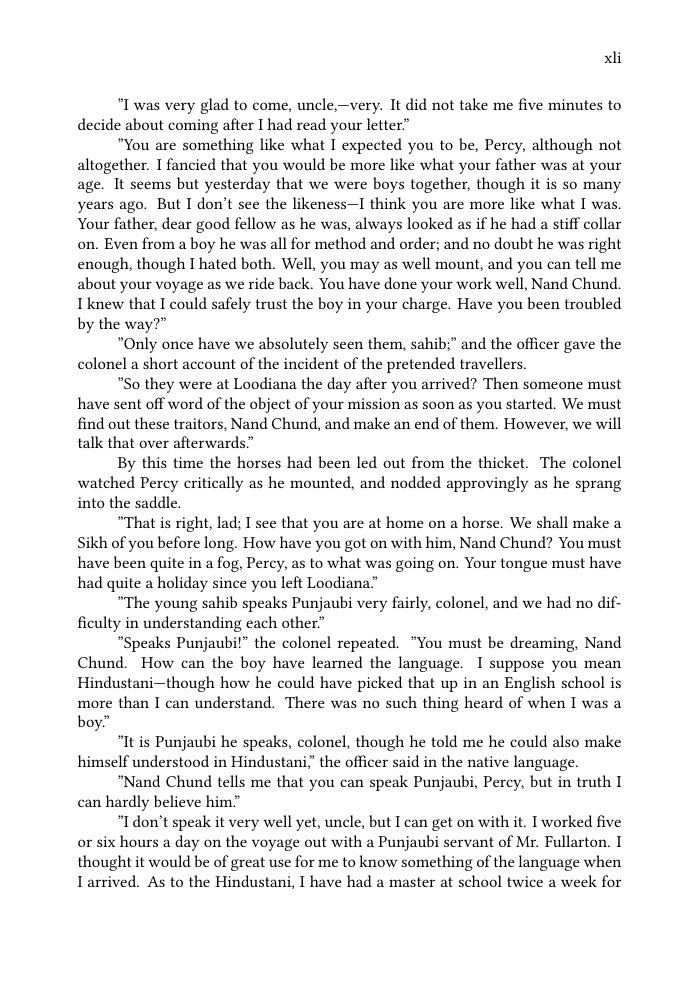 xli
”I was very glad to come, uncle,—very. It did not take me five minutes to
decide about coming after I had read your letter.”
”You are something like what I expected you to be, Percy, although not
altogether. I fancied that you would be more like what your father was at your
age. It seems but yesterday that we were boys together, though it is so many
years ago. But I don’t see the likeness—I think you are more like what I was.
Your father, dear good fellow as he was, always looked as if he had a stiff collar
on. Even from a boy he was all for method and order; and no doubt he was right
enough, though I hated both. Well, you may as well mount, and you can tell me
about your voyage as we ride back. You have done your work well, Nand Chund.
I knew that I could safely trust the boy in your charge. Have you been troubled
by the way?”
”Only once have we absolutely seen them, sahib;” and the officer gave the
colonel a short account of the incident of the pretended travellers.
”So they were at Loodiana the day after you arrived? Then someone must
have sent off word of the object of your mission as soon as you started. We must
find out these traitors, Nand Chund, and make an end of them. However, we will
talk that over afterwards.”
By this time the horses had been led out from the thicket. The colonel
watched Percy critically as he mounted, and nodded approvingly as he sprang
into the saddle.
”That is right, lad; I see that you are at home on a horse. We shall make a
Sikh of you before long. How have you got on with him, Nand Chund? You must
have been quite in a fog, Percy, as to what was going on. Your tongue must have
had quite a holiday since you left Loodiana.”
”The young sahib speaks Punjaubi very fairly, colonel, and we had no dif-
ficulty in understanding each other.”
”Speaks Punjaubi!” the colonel repeated. ”You must be dreaming, Nand
Chund. How can the boy have learned the language. I suppose you mean
Hindustani—though how he could have picked that up in an English school is
more than I can understand. There was no such thing heard of when I was a
boy.”
”It is Punjaubi he speaks, colonel, though he told me he could also make
himself understood in Hindustani,” the officer said in the native language.
”Nand Chund tells me that you can speak Punjaubi, Percy, but in truth I
can hardly believe him.”
”I don’t speak it very well yet, uncle, but I can get on with it. I worked five
or six hours a day on the voyage out with a Punjaubi servant of Mr. Fullarton. I
thought it would be of great use for me to know something of the language when
I arrived. As to the Hindustani, I have had a master at school twice a week for